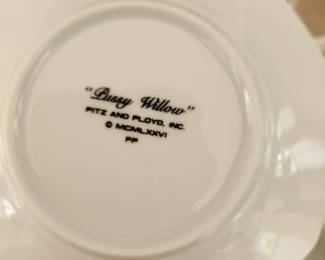 "Pussy Willow"
FITZ AND FLOYD, INC.
© MCMLXXVI
FF